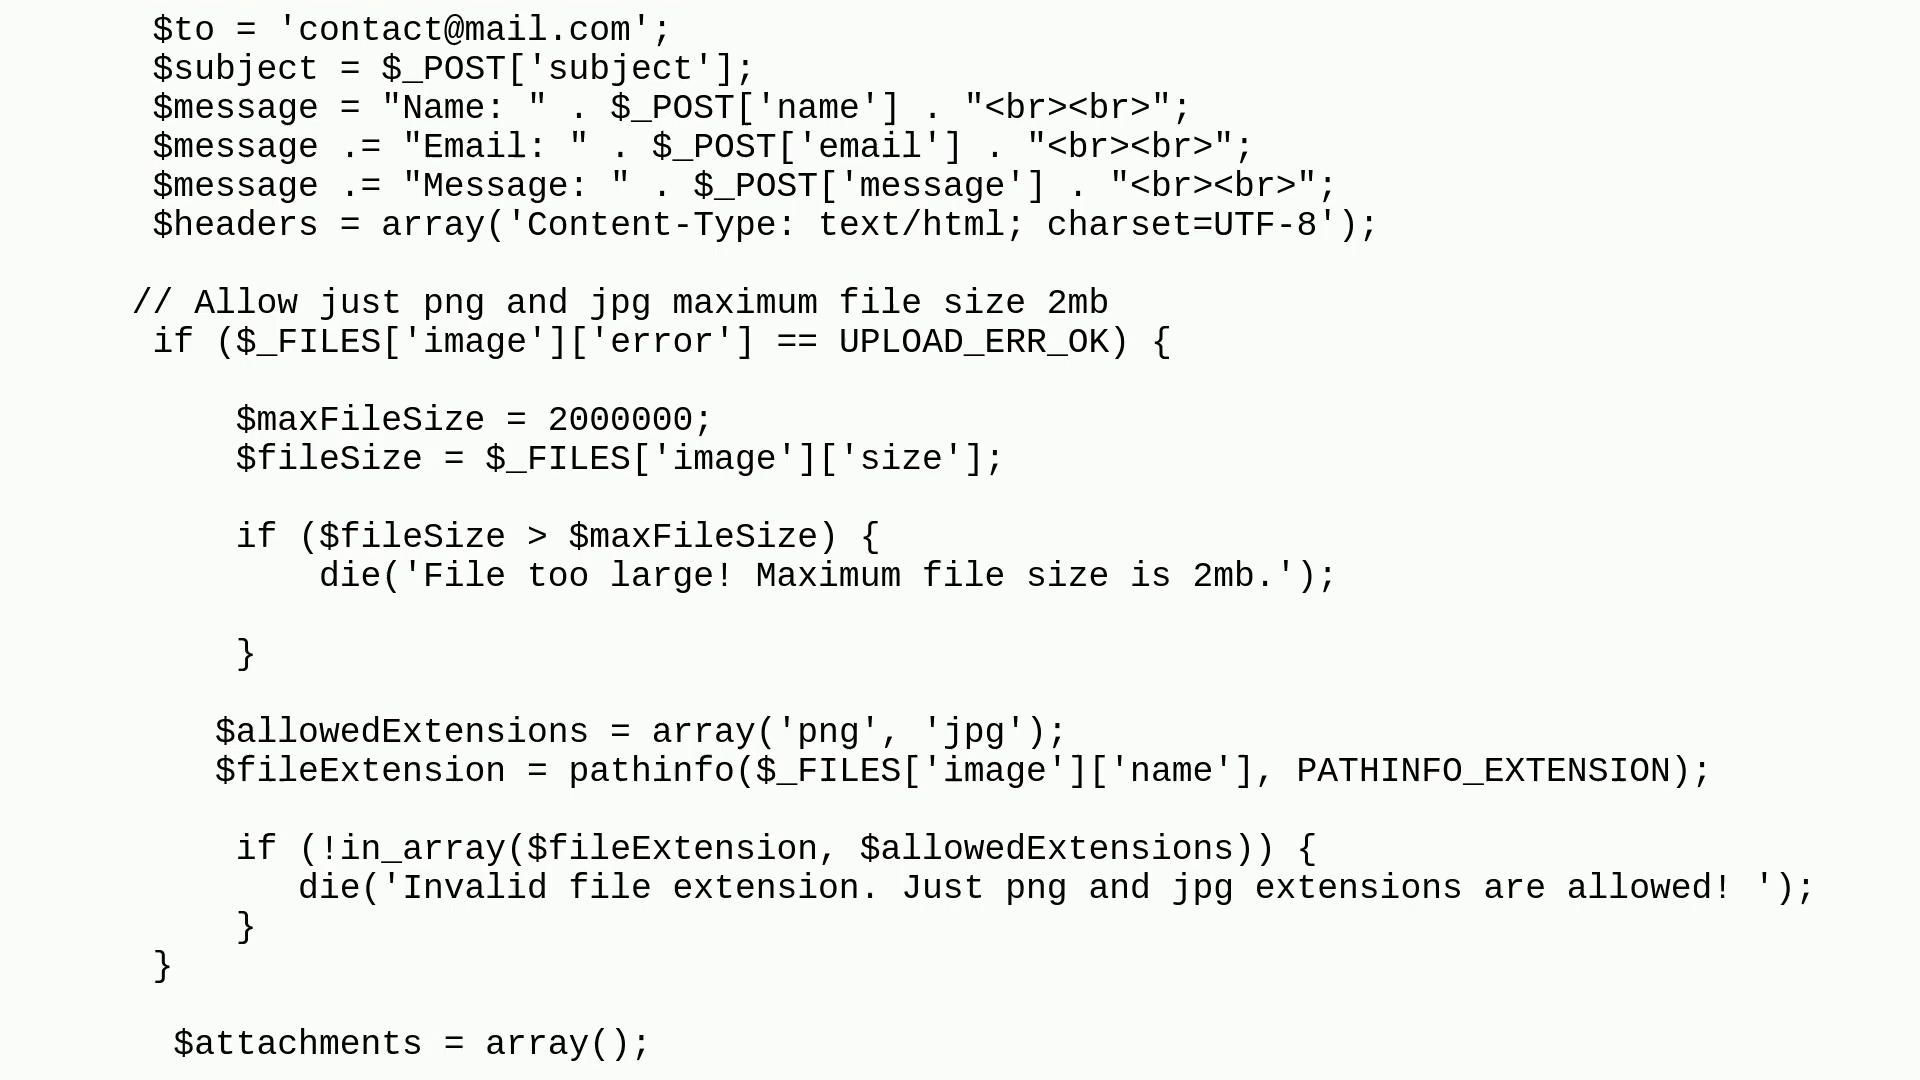 $to = 'contact@mail.com';
$subject = $_POST['subject'];
$message = "Name: " . $_POST['name'] . "<br><br>";
$message .= "Email: " . $_POST['email'] . "<br><br>";
$message .= "Message: " . $_POST['message'] . "<br><br>";
$headers = array('Content-Type: text/html; charset=UTF-8');
// Allow just png and jpg maximum file size 2mb
if ($_FILES['image']['error'] == UPLOAD_ERR_OK) {
$maxFileSize = 2000000;
$fileSize = $_FILES['image']['size'];
if ($fileSize > $maxFileSize) {
die('File too large! Maximum file size is 2mb.');
}
$allowedExtensions = array('png', 'jpg');
$fileExtension = pathinfo($_FILES['image']['name'], PATHINFO_EXTENSION);
if (!in_array($fileExtension, $allowedExtensions)) {
die('Invalid file extension. Just png and jpg extensions are allowed! ');
}
}
$attachments = array();